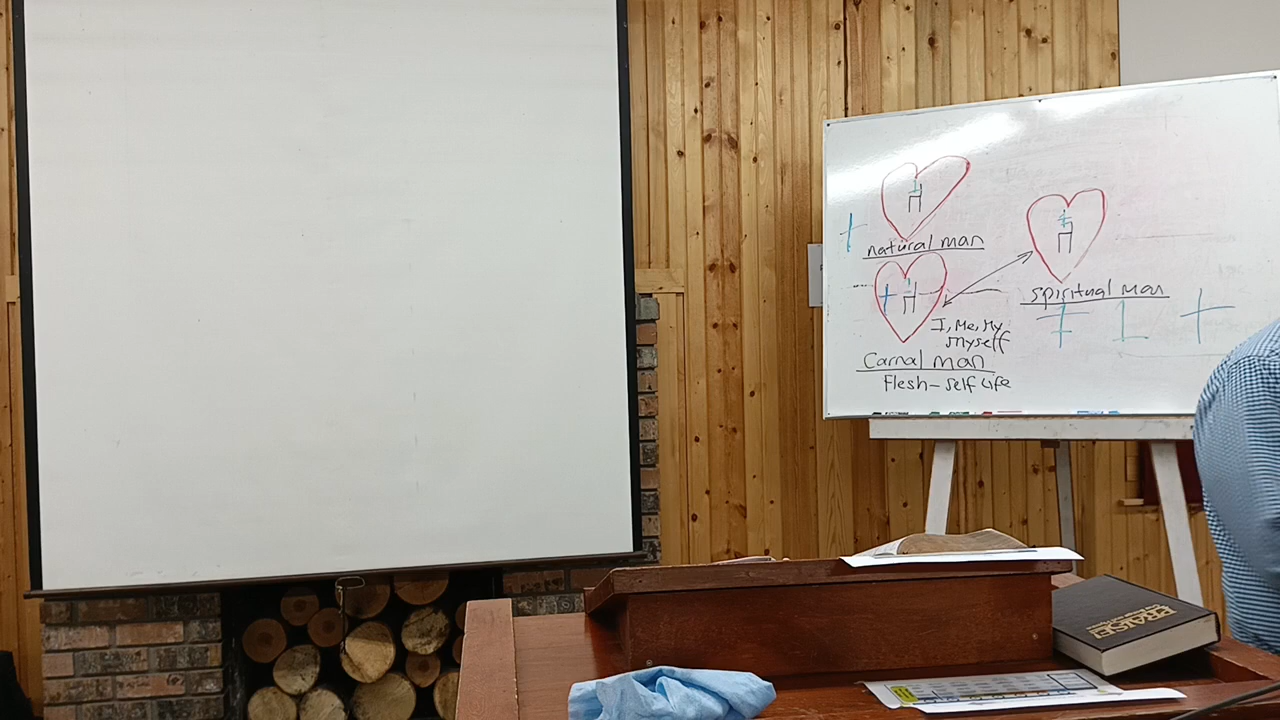 natural man
spiritual man
I, Me, My
Myself
Carnal man
Flesh - Self Life
PRAISE!